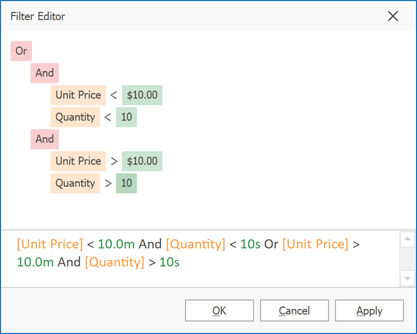 Filter Editor
Or
And
Unit Price < $10.00
Quantity < 10
And
Unit Price > $10.00
Quantity > 10
[Unit Price] < 10.0m And [Quantity] < 10s Or [Unit Price] >
10.0m And [Quantity] > 10s
OK Cancel Apply